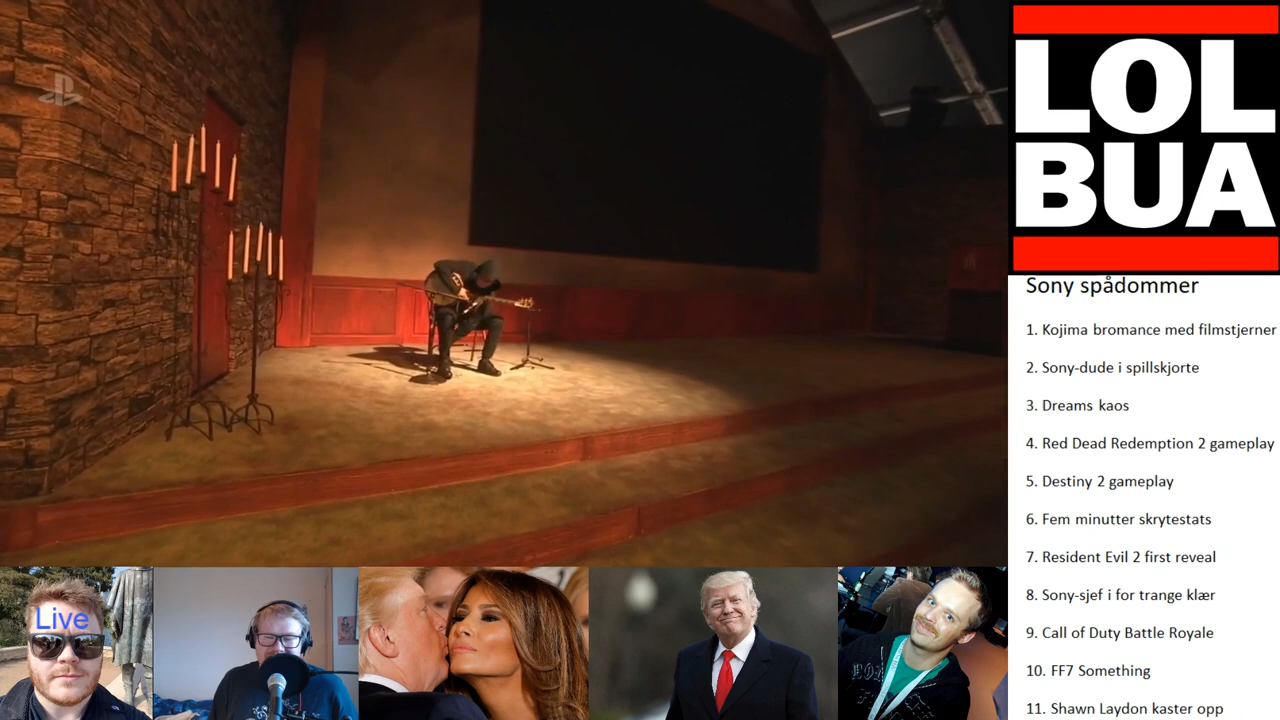 LOL
BUA
Sony spådommer
1. Kojima bromance med filmstjerner
2. Sony-dude i spillskjorte
3. Dreams kaos
4. Red Dead Redemption 2 gameplay
5. Destiny 2 gameplay
6. Fem minutter skrytestats
7. Resident Evil 2 first reveal
8. Sony-sjef i for trange klær
9. Call of Duty Battle Royale
10. FF7 Something
11. Shawn Laydon kaster opp
Live